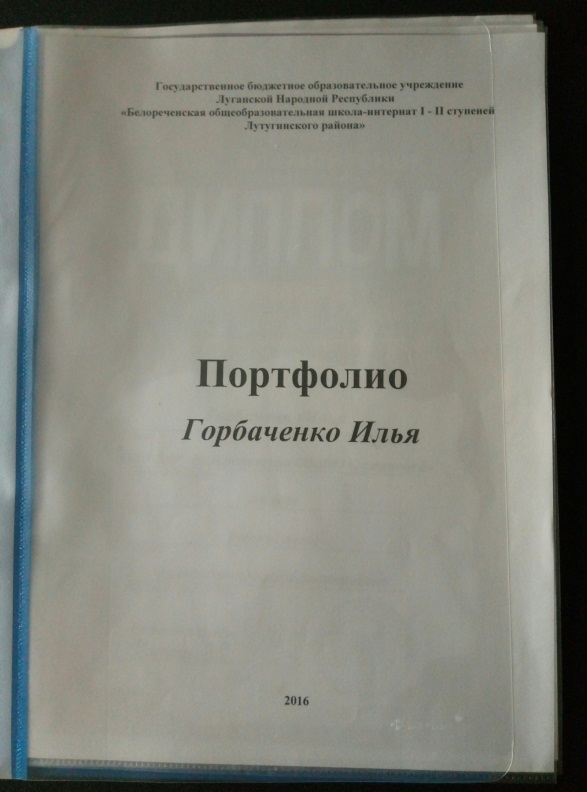 Государственное бюджетное образовательное учреждение
Луганской Народной Республики
«Белореченская общеобразовательная школа-интернат I - II ступеней
Лутугинского района»
Портфолио
Горбаченко Илья
2016